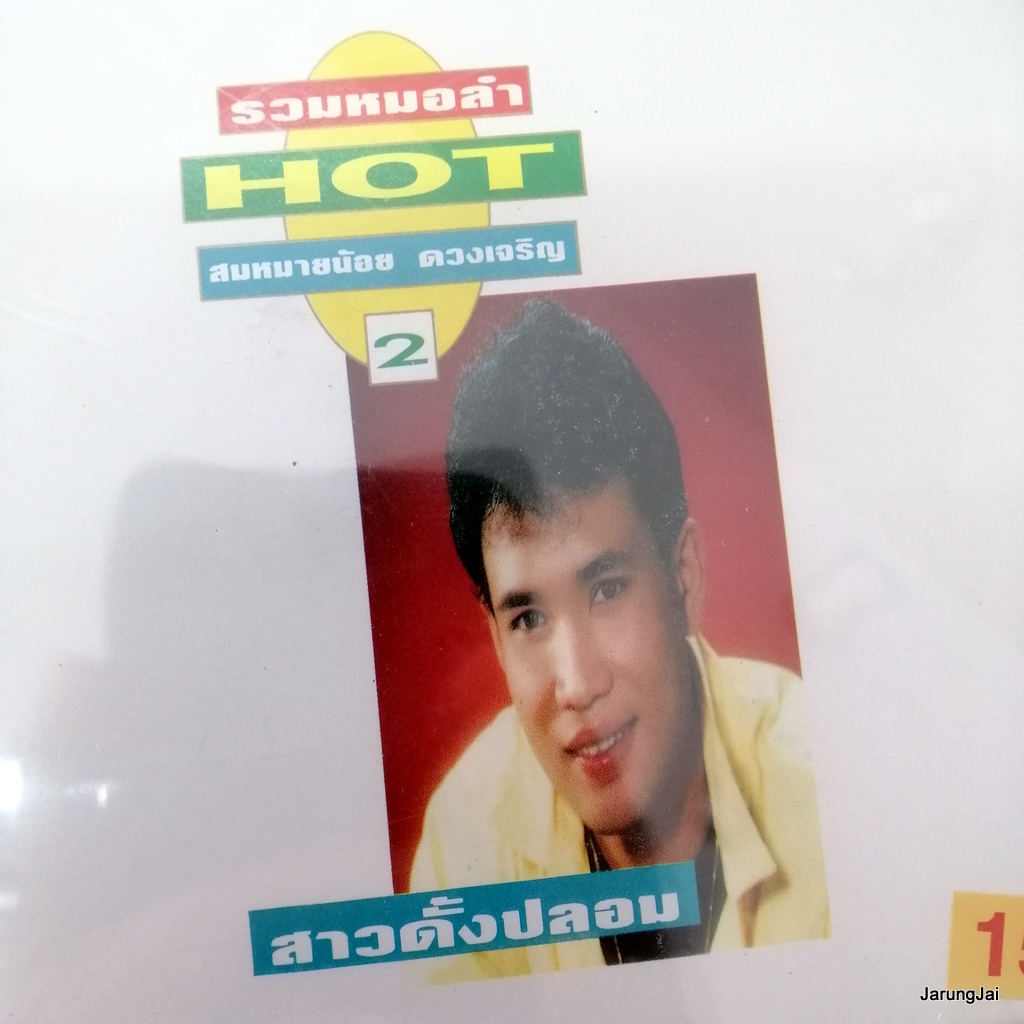 รวมหมอลำ
HOT
สมหมายน้อย ดวงเจริญ
2
สาวดั้งปลอม
JarungJai